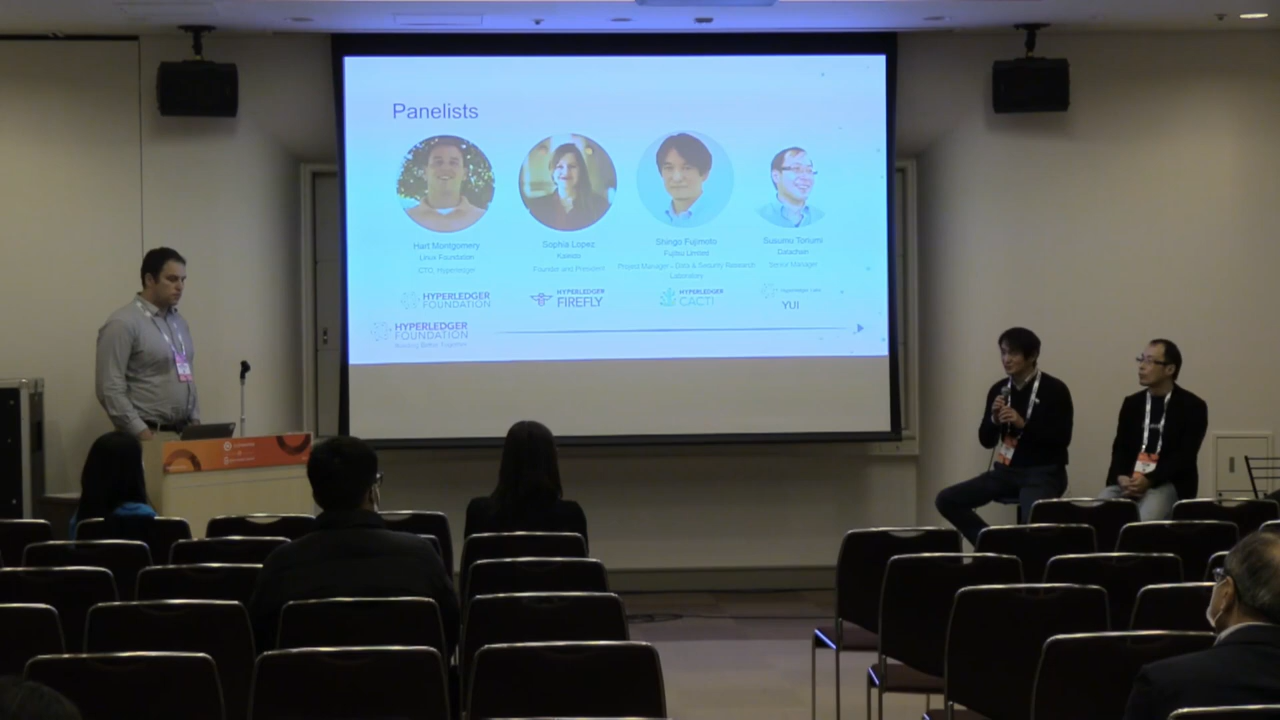 Panelists
Hart Montgomery
Linux Foundation
CTO, Hyperledger
Sophia Lopez
Kaleido
Founder and President
Shingo Fujimoto
Fujitsu Limited
Project Manager - Data & Security Research
Laboratory
Susumu Toriumi
Datachain
Senior Manager
HYPERLEDGER
FOUNDATION
HYPERLEDGER
FIREFLY
HYPERLEDGER
CACTI
YUI
HYPERLEDGER
FOUNDATION